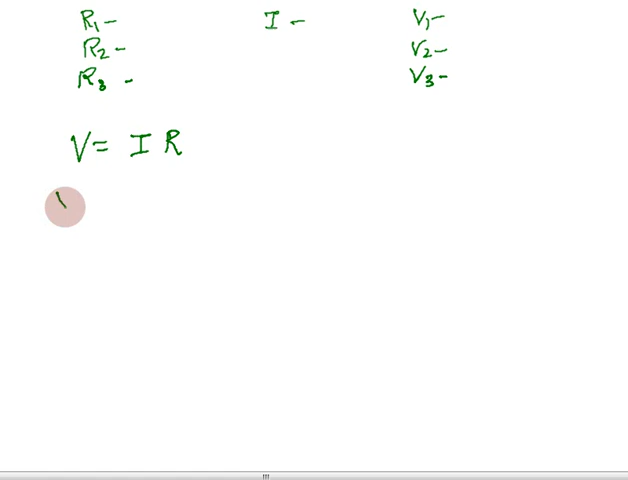 R₁ - I - V₁ -
R₂ - V₂ -
R₃ - V₃ -
V = I R